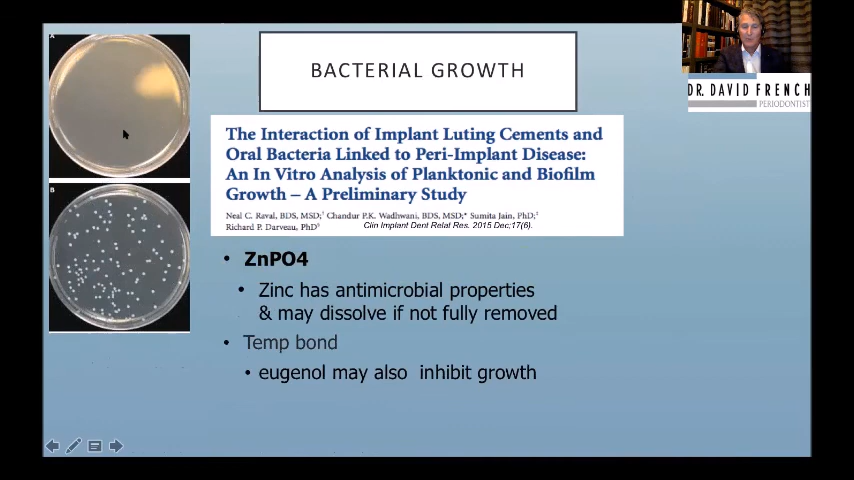 BACTERIAL GROWTH
DR. DAVID FRENCH
PERIODONTIST
The Interaction of Implant Luting Cements and
Oral Bacteria Linked to Peri-Implant Disease:
An In Vitro Analysis of Planktonic and Biofilm
Growth – A Preliminary Study
Neal C. Raval, BDS, MSD;† Chandur P.K. Wadhwani, BDS, MSD;* Sumita Jain, PhD;‡
Richard P. Darveau, PhD§ Clin Implant Dent Relat Res. 2015 Dec;17(6).
• ZnPO4
• Zinc has antimicrobial properties
& may dissolve if not fully removed
• Temp bond
• eugenol may also inhibit growth
A
B